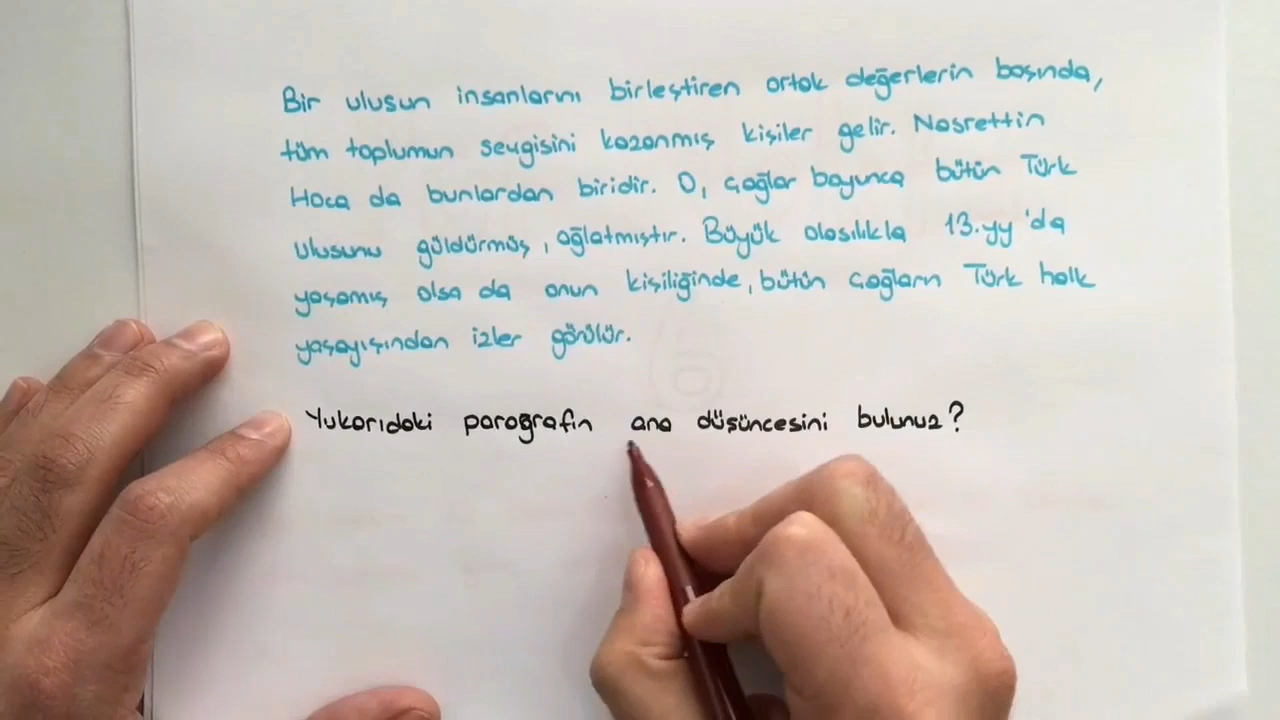 Bir ulusun insanlarını birleştiren ortak değerlerin başında,
tüm toplumun sevgisini kazanmış kişiler gelir. Nasrettin
Hoca da bunlardan biridir. O, çağlar boyunca bütün Türk
ulusunu güldürmüş, ağlatmıştır. Büyük olasılıkla 13.yy'da
yaşamış olsa da onun kişiliğinde, bütün çağların Türk halk
yaşayışından izler görülür.
Yukarıdaki paragrafın ana düşüncesini bulunuz?